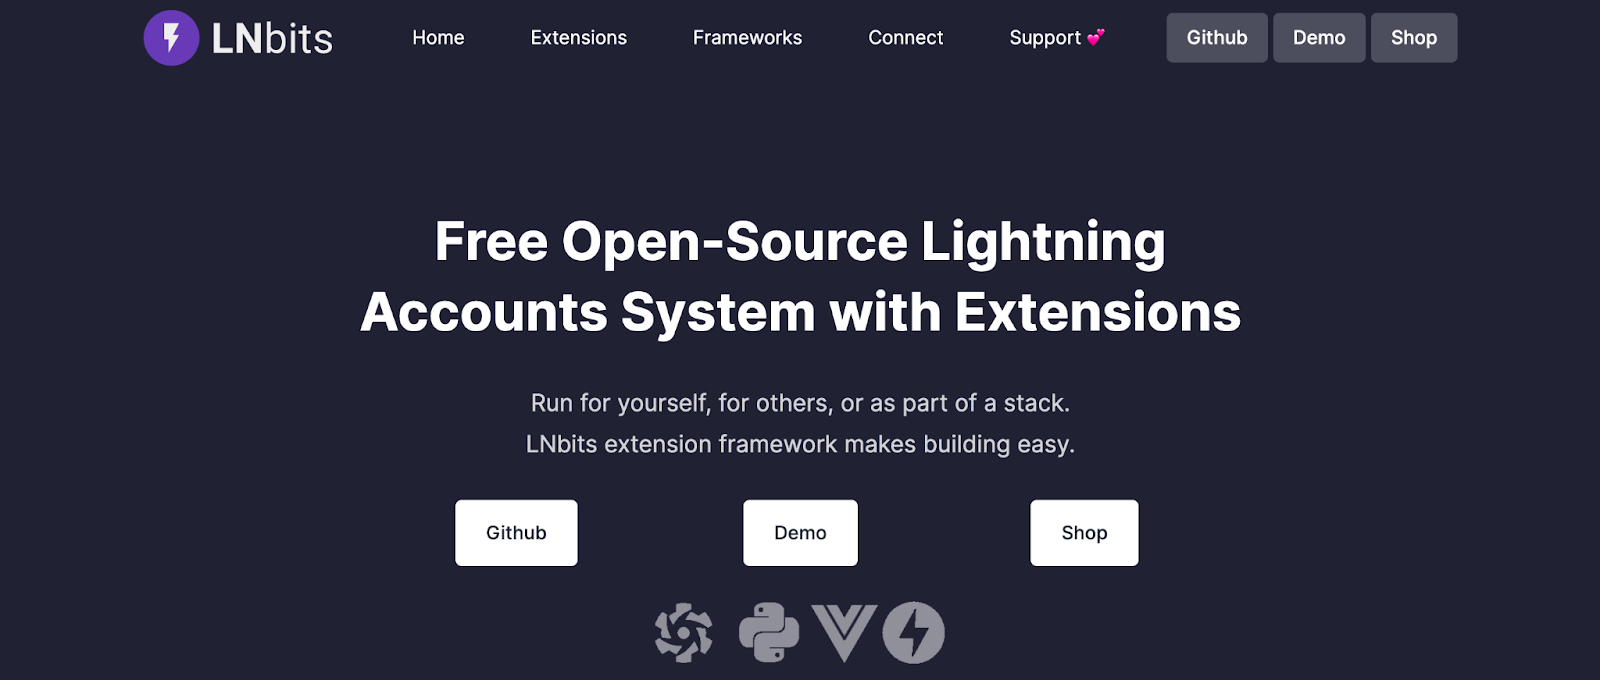 LNbits
Home
Extensions
Frameworks
Connect
Support 💕
Github
Demo
Shop
Free Open-Source Lightning
Accounts System with Extensions
Run for yourself, for others, or as part of a stack.
LNbits extension framework makes building easy.
Github
Demo
Shop